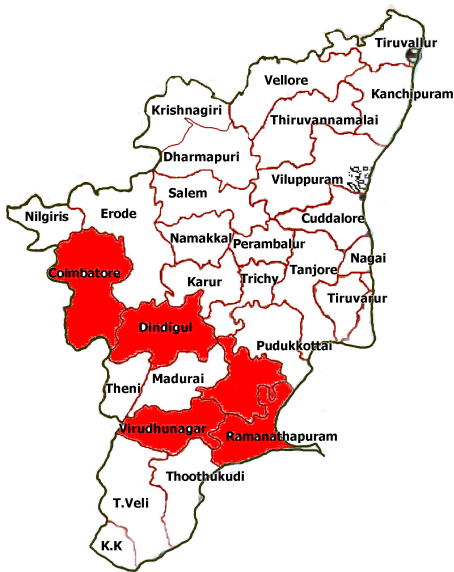 Tiruvallur
Vellore
Kanchipuram
Krishnagiri
Thiruvannamalai
Dharmapuri
Viluppuram
Salem
Nilgiris
Erode
Cuddalore
Namakkal
Perambalur
Nagai
Coimbatore
Tanjore
Karur
Trichy
Tiruvarur
Dindigul
Pudukkottai
Madurai
Theni
Virudhunagar
Ramanathapuram
Thoothukudi
T.Veli
K.K